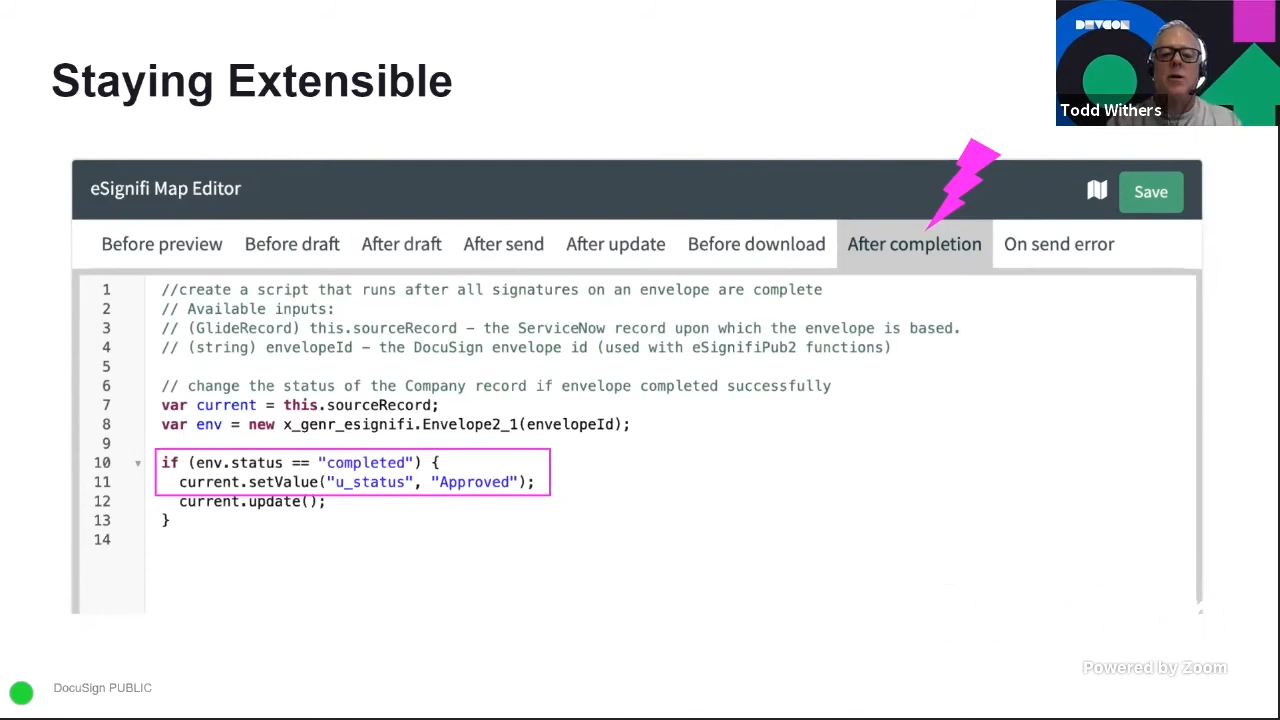 Staying Extensible
DEVCON
Todd Withers
eSignifi Map Editor
Save
Before preview Before draft After draft After send After update Before download After completion On send error
1 //create a script that runs after all signatures on an envelope are complete
2 // Available inputs:
3 // (GlideRecord) this.sourceRecord – the ServiceNow record upon which the envelope is based.
4 // (string) envelopeId – the DocuSign envelope id (used with eSignifiPub2 functions)
5
6 // change the status of the Company record if envelope completed successfully
7 var current = this.sourceRecord;
8 var env = new x_genr_esignifi.Envelope2_1(envelopeId);
9
10 if (env.status == "completed") {
11 current.setValue("u_status", "Approved");
12 current.update();
13 }
14
Powered by Zoom
DocuSign PUBLIC